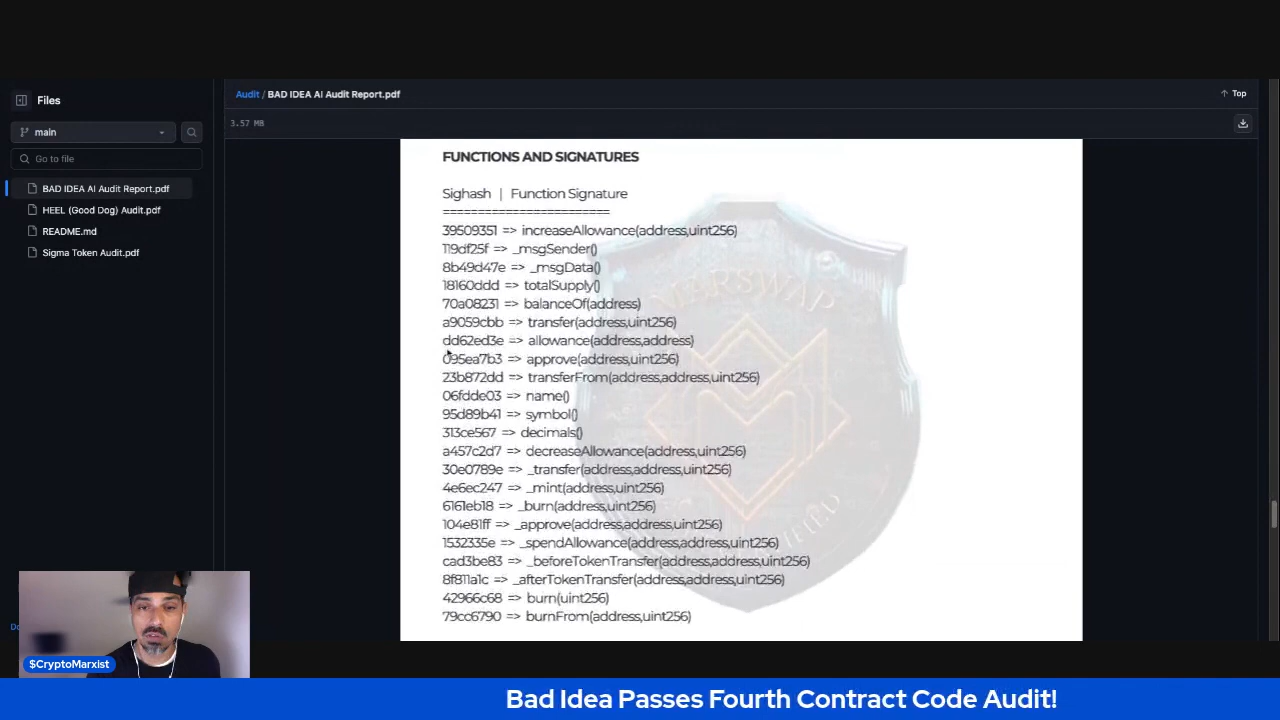 Files
main
Go to file
BAD IDEA AI Audit Report.pdf
HEEL (Good Dog) Audit.pdf
README.md
Sigma Token Audit.pdf
Audit / BAD IDEA AI Audit Report.pdf
Top
3.57 MB
FUNCTIONS AND SIGNATURES
Sighash | Function Signature
========================
39509351 => increaseAllowance(address,uint256)
119df25f => _msgSender()
8b49d47e => _msgData()
18160ddd => totalSupply()
70a08231 => balanceOf(address)
a9059cbb => transfer(address,uint256)
dd62ed3e => allowance(address,address)
095ea7b3 => approve(address,uint256)
23b872dd => transferFrom(address,address,uint256)
06fdde03 => name()
95d89b41 => symbol()
313ce567 => decimals()
a457c2d7 => decreaseAllowance(address,uint256)
30e0789e => _transfer(address,address,uint256)
4e6ec247 => _mint(address,uint256)
6161eb18 => _burn(address,uint256)
104e81ff => _approve(address,address,uint256)
1532335e => _spendAllowance(address,address,uint256)
cad3be83 => _beforeTokenTransfer(address,address,uint256)
8f811a1c => _afterTokenTransfer(address,address,uint256)
42966c68 => burn(uint256)
79cc6790 => burnFrom(address,uint256)
MARSWAP
$CryptoMarxist
Bad Idea Passes Fourth Contract Code Audit!